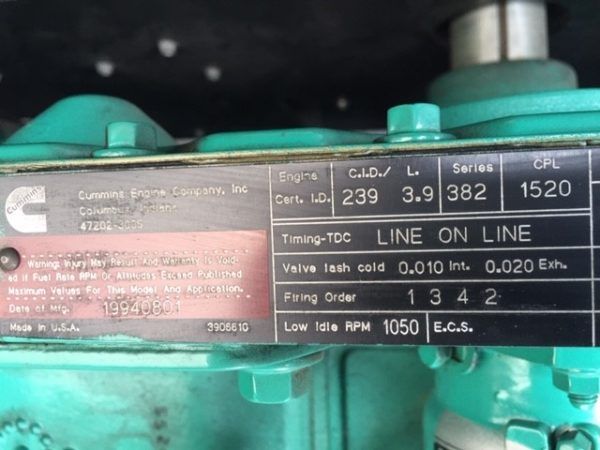 Cummins
Cummins Engine Company, Inc
Columbus, Indiana
47202-3005
Warning: Injury May Result And Warranty Is Void-
ed If Fuel Rate RPM Or Altitudes Exceed Published
Maximum Values For This Model And Application.
Date of Mfg. 19940801
Made in U.S.A. 3906610
Engine C.I.D./ L. Series CPL
Cert. I.D. 239 3.9 382 1520
Timing-TDC LINE ON LINE
Valve lash cold 0.010 Int. 0.020 Exh.
Firing Order 1 3 4 2
Low Idle RPM 1050 E.C.S.